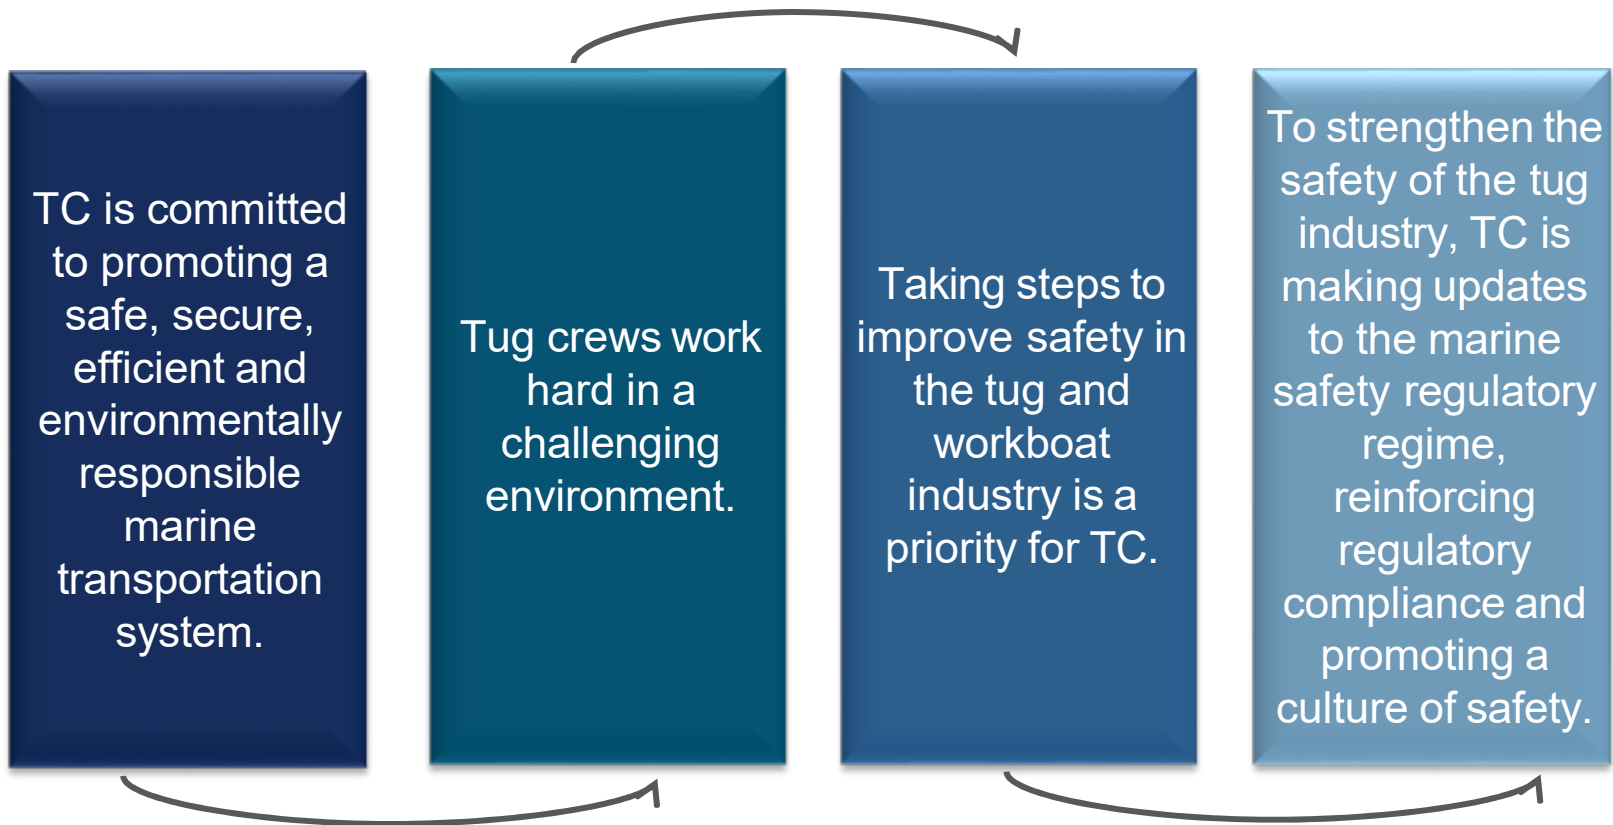 TC is committed
to promoting a
safe, secure,
efficient and
environmentally
responsible
marine
transportation
system.
Tug crews work
hard in a
challenging
environment.
Taking steps to
improve safety in
the tug and
workboat
industry is a
priority for TC.
To strengthen the
safety of the tug
industry, TC is
making updates
to the marine
safety regulatory
regime,
reinforcing
regulatory
compliance and
promoting a
culture of safety.